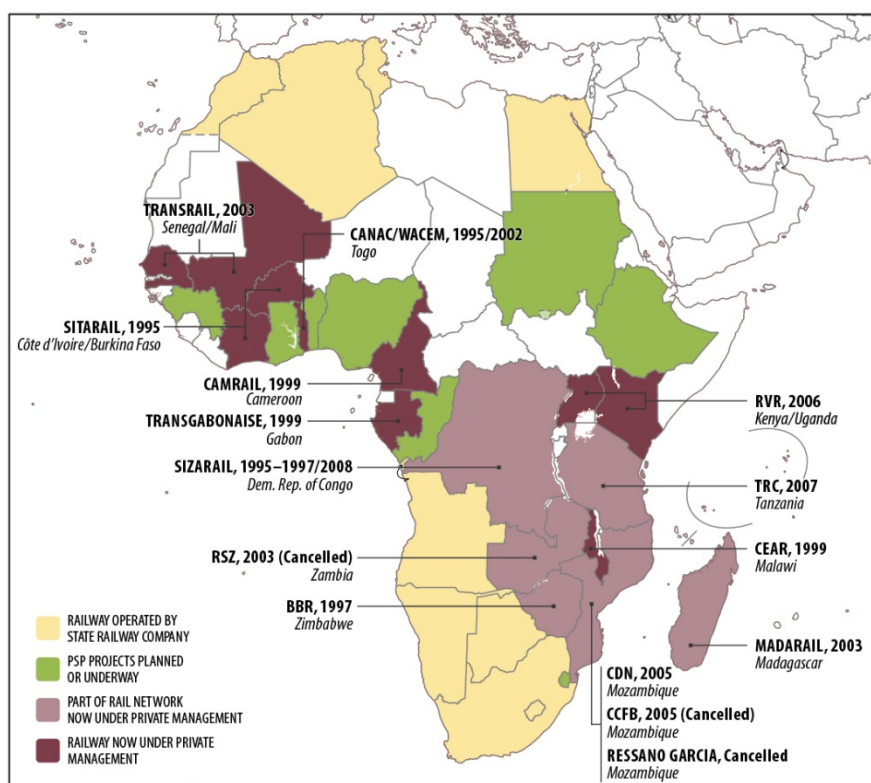 TRANSRAIL, 2003
Senegal/Mali
CANAC/WACEM, 1995/2002
Togo
SITARAIL, 1995
Côte d'Ivoire/Burkina Faso
CAMRAIL, 1999
Cameroon
TRANSGABONAISE, 1999
Gabon
RVR, 2006
Kenya/Uganda
SIZARAIL, 1995–1997/2008
Dem. Rep. of Congo
TRC, 2007
Tanzania
RSZ, 2003 (Cancelled)
Zambia
CEAR, 1999
Malawi
BBR, 1997
Zimbabwe
MADARAIL, 2003
Madagascar
CDN, 2005
Mozambique
CCFB, 2005 (Cancelled)
Mozambique
RESSANO GARCIA, Cancelled
Mozambique
RAILWAY OPERATED BY
STATE RAILWAY COMPANY
PSP PROJECTS PLANNED
OR UNDERWAY
PART OF RAIL NETWORK
NOW UNDER PRIVATE MANAGEMENT
RAILWAY NOW UNDER PRIVATE
MANAGEMENT